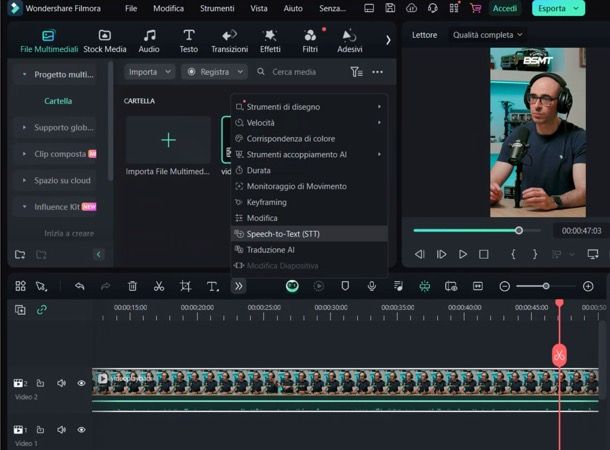 Wondershare Filmora
File
Modifica
Strumenti
Vista
Aiuto
Senza...
Accedi
Esporta
File Multimediali
Stock Media
Audio
Testo
Transizioni
Effetti
Filtri
Adesivi
Lettore
Qualità completa
Progetto multi...
Importa
Registra
Cerca media
Cartella
CARTELLA
Supporto glob...
Clip composta
Spazio su cloud
Influence Kit NEW
Inizia a creare
Importa File Multimed...
Strumenti di disegno
Velocità
Corrispondenza di colore
Strumenti accoppiamento AI
Durata
Monitoraggio di Movimento
Keyframing
Modifica
Speech-to-Text (STT)
Traduzione AI
Modifica Diapositiva
BSMT
00:00:47:03
00:00:15:00
00:00:20:00
00:00:25:00
00:00:30:00
00:00:35:00
00:00:40:00
00:00:45:00
00:00:50
videoplayback
2
Video 2
1
Video 1